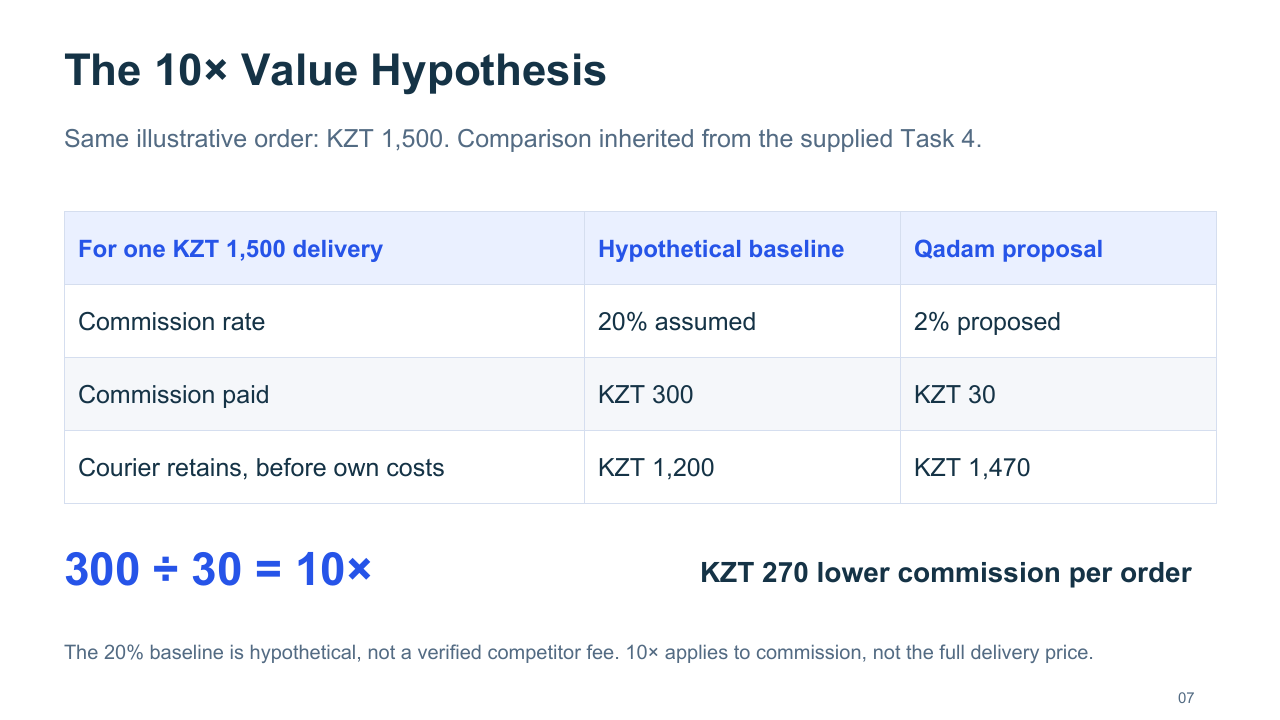 The 10× Value Hypothesis
Same illustrative order: KZT 1,500. Comparison inherited from the supplied Task 4.
For one KZT 1,500 delivery Hypothetical baseline Qadam proposal
Commission rate 20% assumed 2% proposed
Commission paid KZT 300 KZT 30
Courier retains, before own costs KZT 1,200 KZT 1,470
300 ÷ 30 = 10× KZT 270 lower commission per order
The 20% baseline is hypothetical, not a verified competitor fee. 10× applies to commission, not the full delivery price.
07